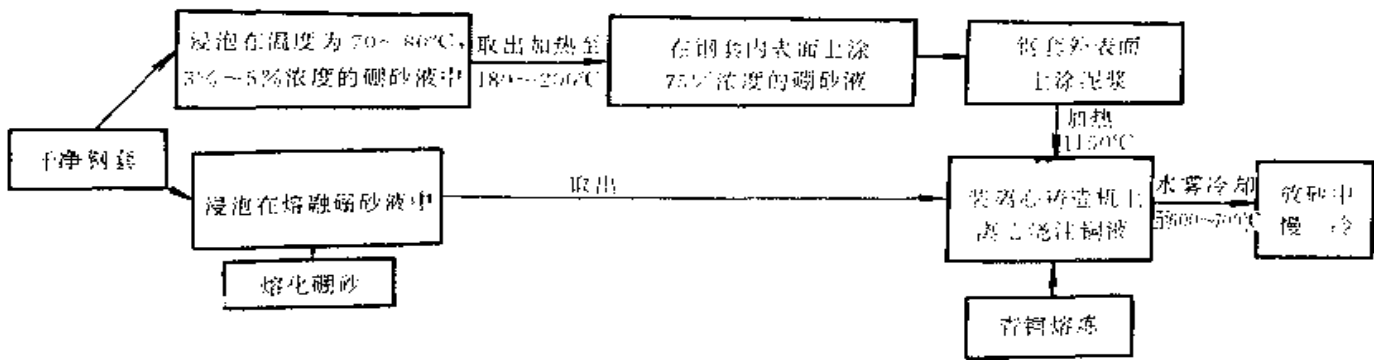 浸泡在温度为70～80℃,
3%～5%浓度的硼砂液中
取出加热至
180～200℃
在钢套内表面上涂
75%浓度的硼砂液
钢套外表面
上涂泥浆
加热
1150℃
干净钢套
浸泡在熔融硼砂液中
取出
装离心铸造机上
离心浇注铜液
水雾冷却
至600～70℃
放砂中
慢 冷
熔化硼砂
青铜熔炼